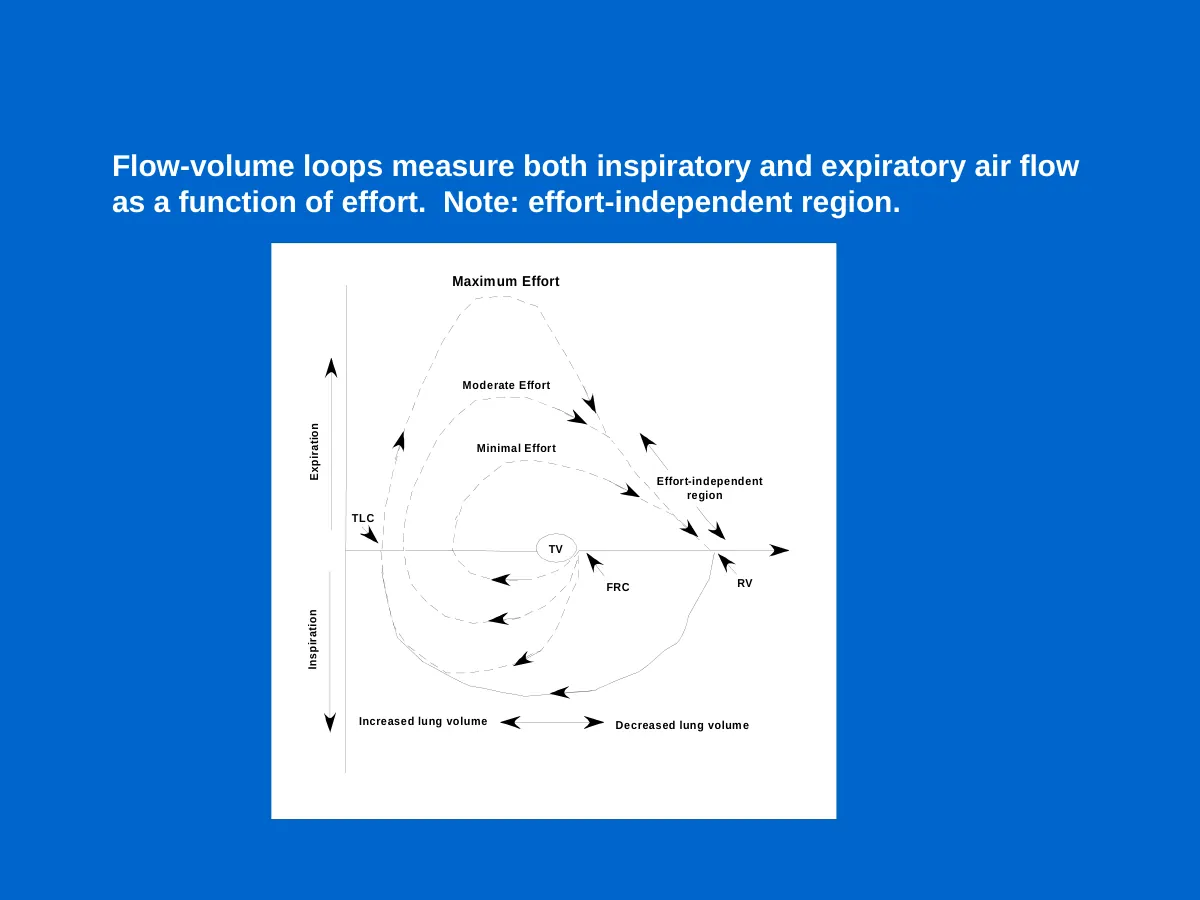 Flow-volume loops measure both inspiratory and expiratory air flow
as a function of effort.  Note: effort-independent region.
Maximum Effort
Moderate Effort
Minimal Effort
Expiration
Effort-independent
region
TLC
TV
FRC
RV
Inspiration
Increased lung volume
Decreased lung volume